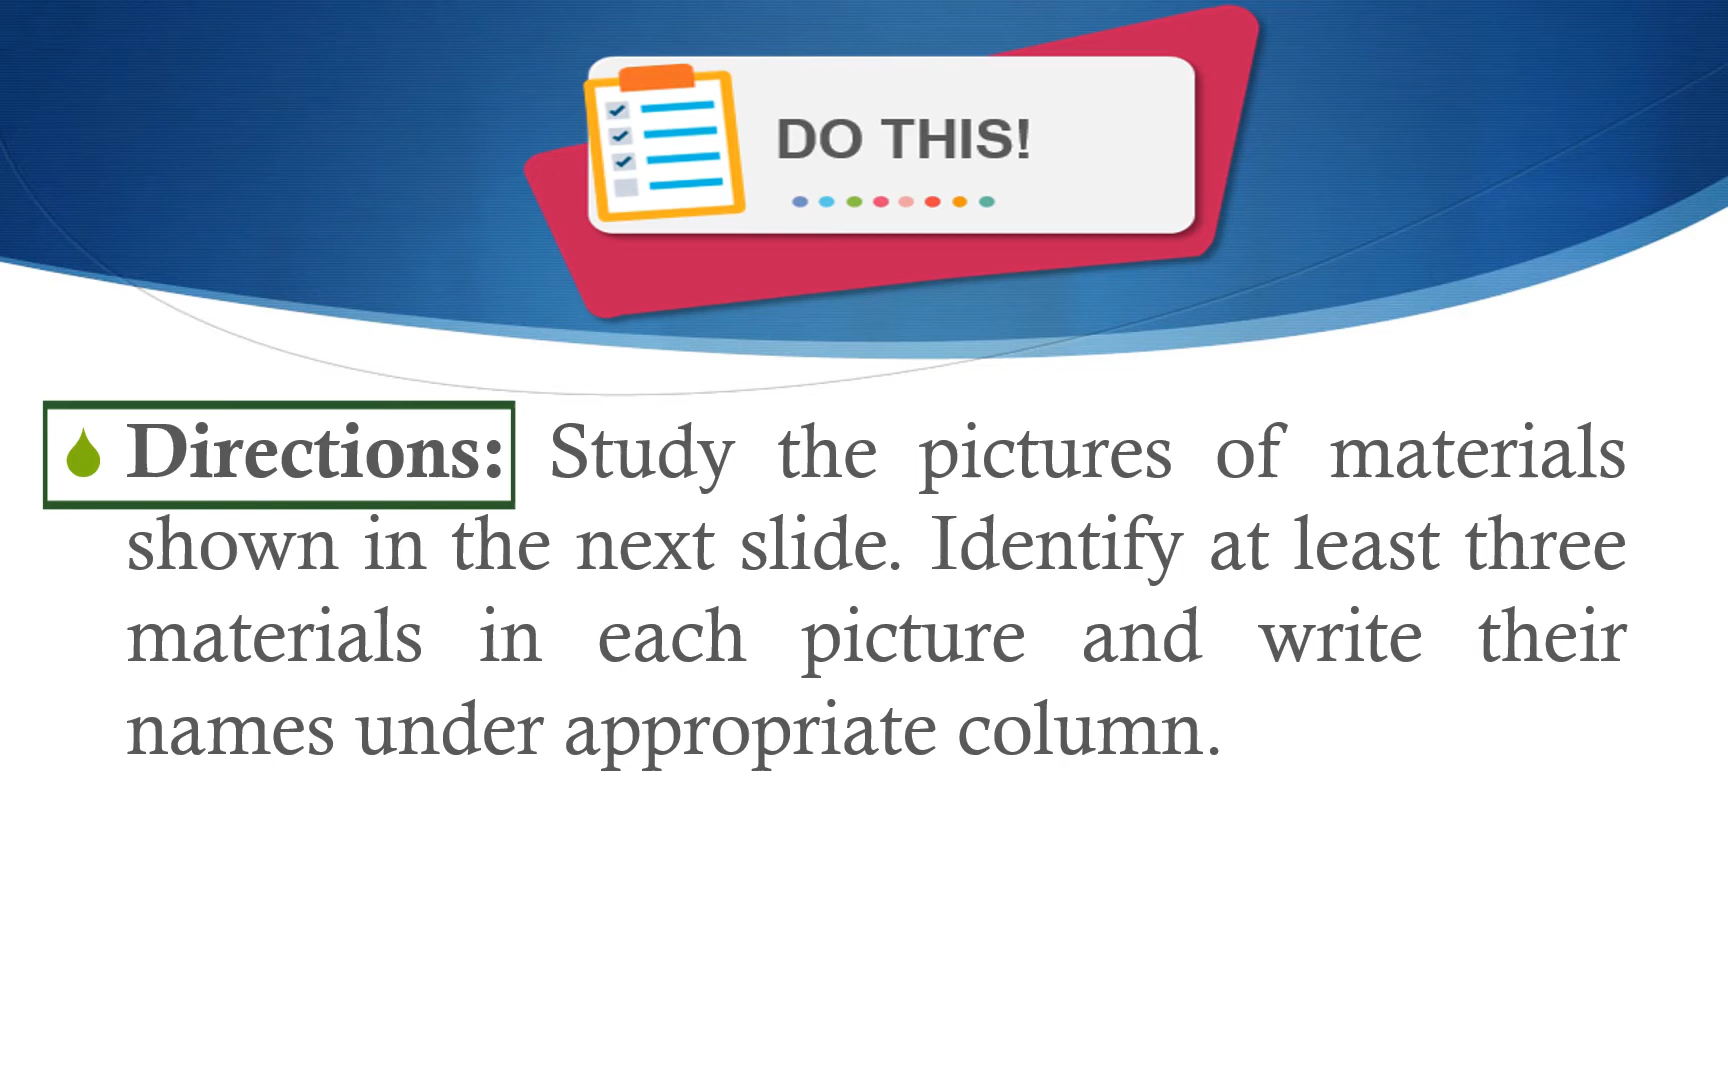 DO THIS!
Directions: Study the pictures of materials
shown in the next slide. Identify at least three
materials in each picture and write their
names under appropriate column.